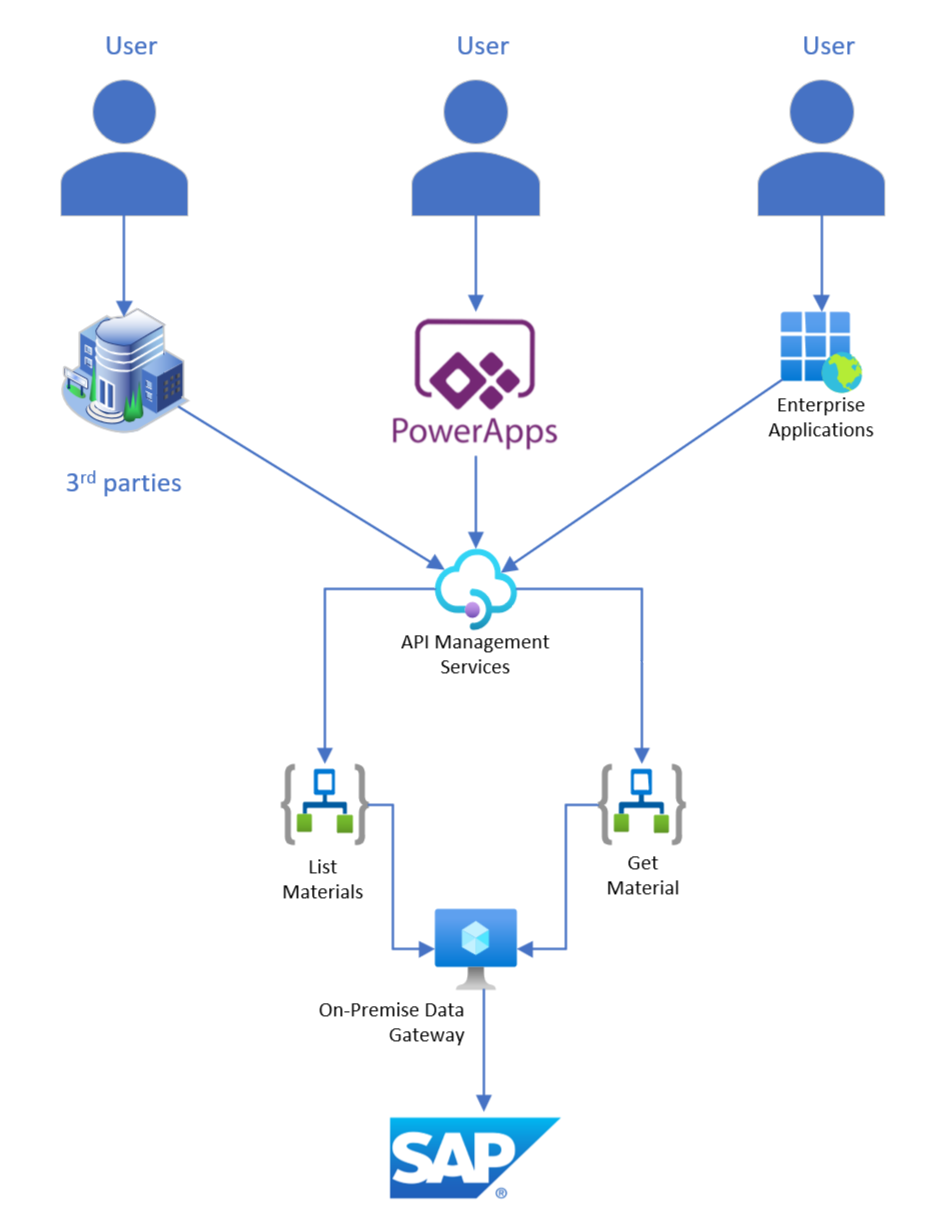 User
User
User
PowerApps
Enterprise
Applications
3rd parties
API Management
Services
List
Materials
Get
Material
On-Premise Data
Gateway
SAP
®